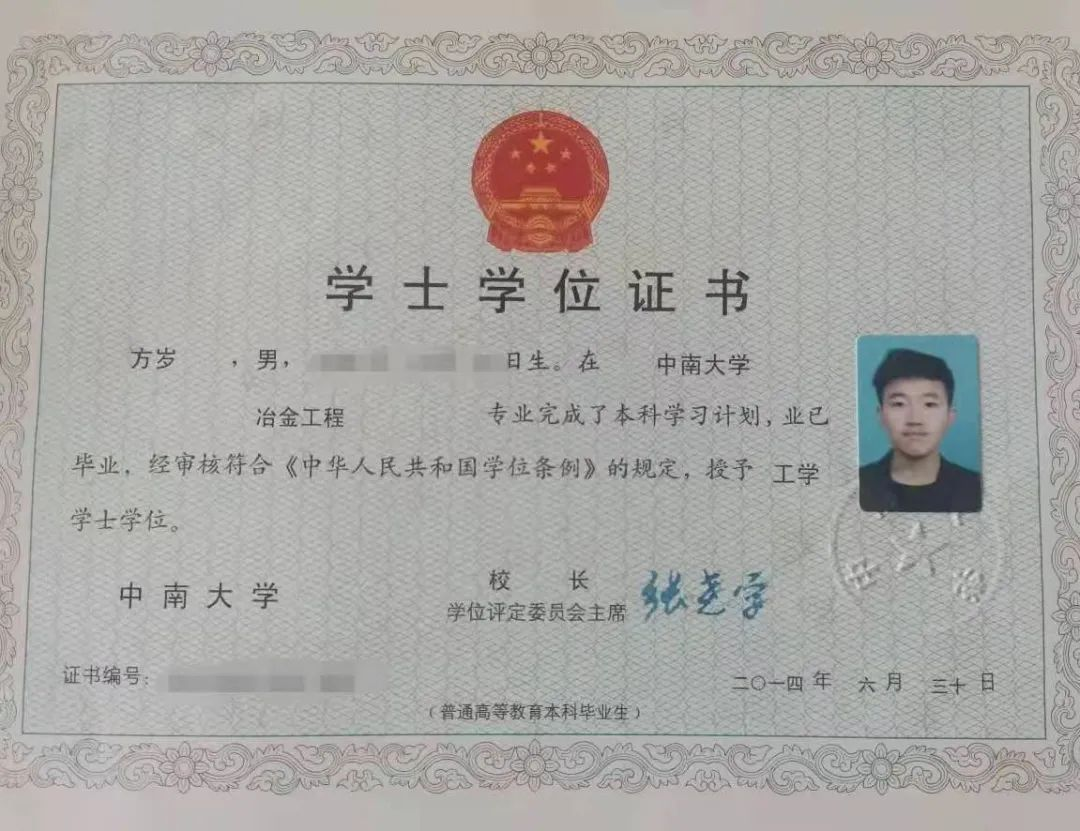 学士学位证书
方岁 ，男， 日生。在 中南大学
冶金工程 专业完成了本科学习计划，业已
毕业，经审核符合《中华人民共和国学位条例》的规定，授予 工学
学士学位。
中南大学
校 长
学位评定委员会主席 张尧学
证书编号：
二〇一四年 六月 三十日
（普通高等教育本科毕业生）